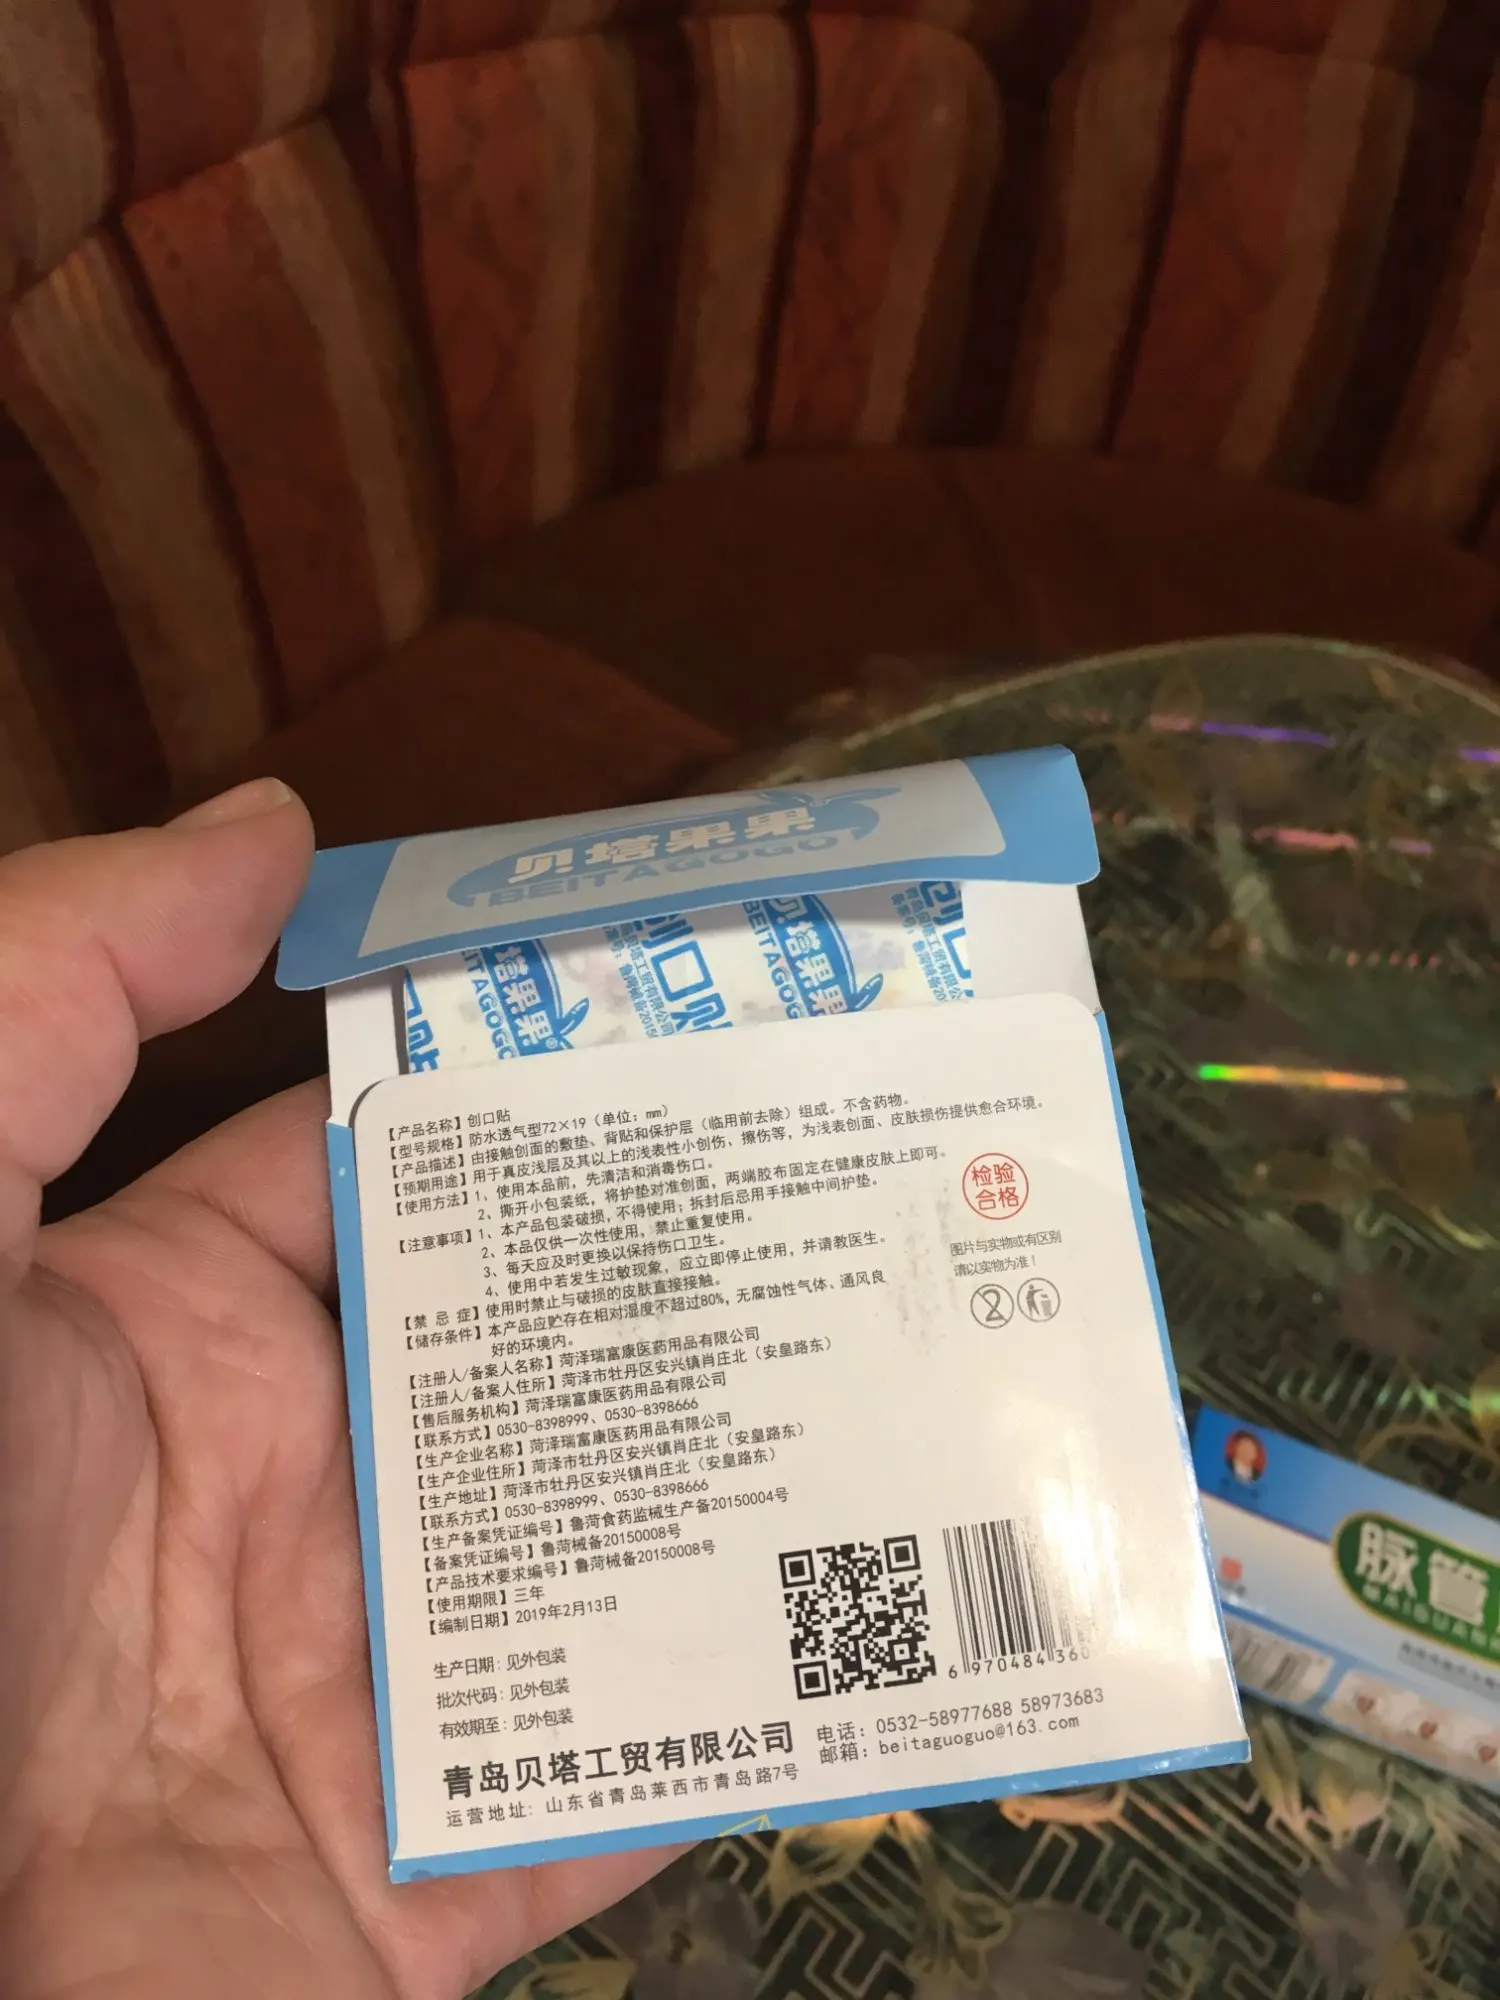 贝塔果果
BEITAGOGO
塔果果
贝塔果果
创口贴
BEITAGOG
【产品名称】创口贴
【型号规格】防水透气型72×19（单位：mm）
【产品描述】由接触创面的敷垫、背贴和保护层（临用前去除）组成。不含药物。
【预期用途】用于真皮浅层及其以上的浅表性小创伤、擦伤等，为浅表创面、皮肤损伤提供愈合环境。
【使用方法】1、使用本品前，先清洁和消毒伤口。
2、撕开小包装纸，将护垫对准创面，两端胶布固定在健康皮肤上即可。
【注意事项】1、本产品包装破损，不得使用；拆封后忌用手接触中间护垫。
2、本品仅供一次性使用，禁止重复使用。
3、每天应及时更换以保持伤口卫生。
4、使用中若发生过敏现象，应立即停止使用，并请教医生。
【禁 忌 症】使用时禁止与破损的皮肤直接接触。
【储存条件】本产品应贮存在相对湿度不超过80%，无腐蚀性气体、通风良
好的环境内。
【注册人/备案人名称】菏泽瑞富康医药用品有限公司
【注册人/备案人住所】菏泽市牡丹区安兴镇肖庄北（安皇路东）
【售后服务机构】菏泽瑞富康医药用品有限公司
【联系方式】0530-8398999、0530-8398666
【生产企业名称】菏泽瑞富康医药用品有限公司
【生产企业住所】菏泽市牡丹区安兴镇肖庄北（安皇路东）
【生产地址】菏泽市牡丹区安兴镇肖庄北（安皇路东）
【联系方式】0530-8398999、0530-8398666
【生产备案凭证编号】鲁菏食药监械生产备20150004号
【备案凭证编号】鲁菏械备20150008号
【产品技术要求编号】鲁菏械备20150008号
【使用期限】三年
【编制日期】2019年2月13日
检验
合格
图片与实物或有区别
请以实物为准！
生产日期：见外包装
批次代码：见外包装
有效期至：见外包装
6 970484 360
青岛贝塔工贸有限公司
运营地址：山东省青岛莱西市青岛路7号
电话：0532-58977688 58973683
邮箱：beitaguoguo@163.com
脉管
MAIGUAN